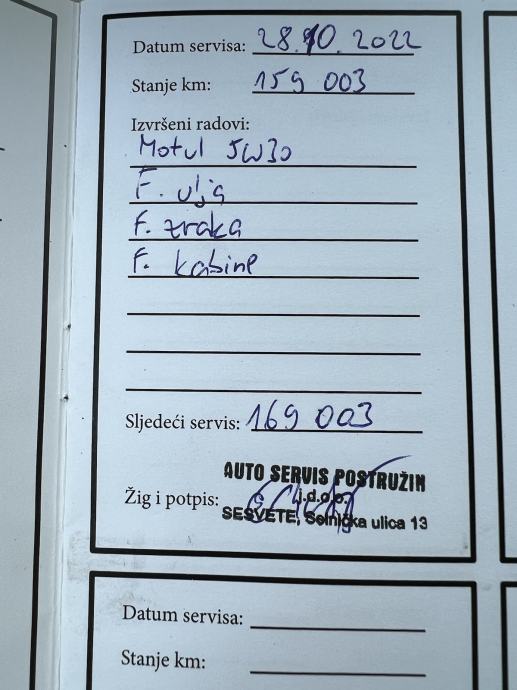 Datum servisa: 28.10.2022
Stanje km: 159 003
Izvršeni radovi:
Motul 5W30
F. ulja
F. zraka
F. kabine
Sljedeći servis: 169 003
AUTO SERVIS POSTRUŽIN
j.d.o.o.
Žig i potpis:
SESVETE, Selnička ulica 13
Datum servisa:
Stanje km: